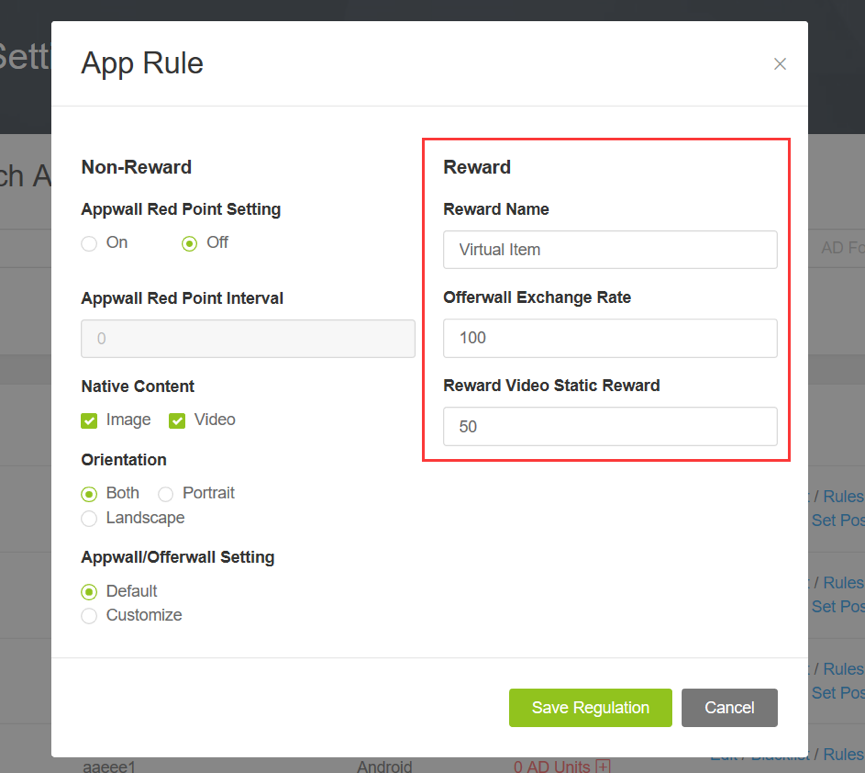 Setti
App Rule
ch A
Non-Reward
Appwall Red Point Setting
On
Off
Appwall Red Point Interval
0
Native Content
Image
Video
Orientation
Both
Portrait
Landscape
Appwall/Offerwall Setting
Default
Customize
Reward
Reward Name
Virtual Item
Offerwall Exchange Rate
100
Reward Video Static Reward
50
AD Fo
/ Rules
Set Pos
/ Rules
Set Pos
/ Rules
Set Pos
Save Regulation
Cancel
aaeee1
Android
0 AD Units
Edit / Blacklist / Rules